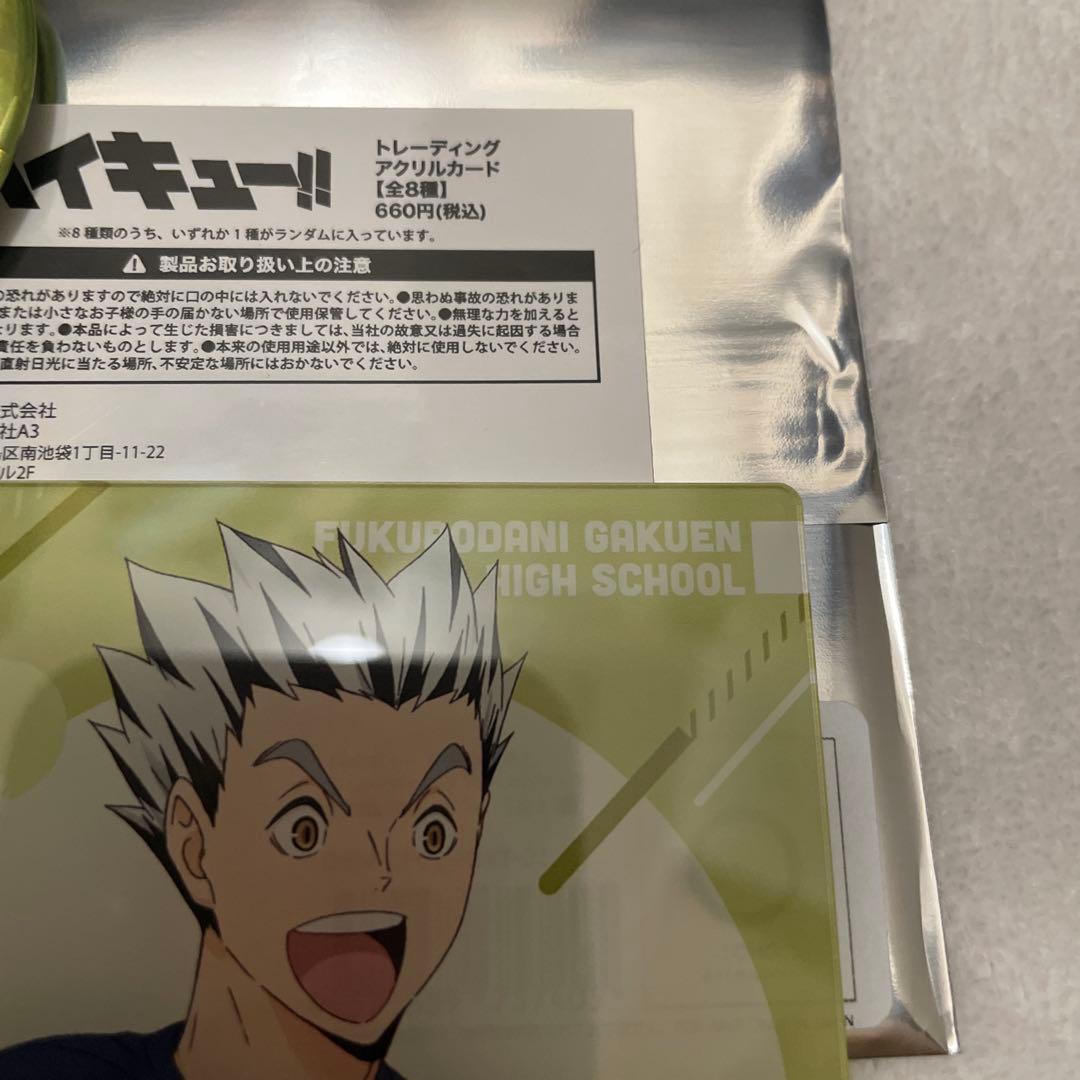 イキュー!!
トレーディング
アクリルカード
【全8種】
660円(税込)
※8種類のうち、いずれか1種がランダムに入っています。
製品お取り扱い上の注意
の恐れがありますので絶対に口の中には入れないでください。●思わぬ事故の恐れがありま
または小さなお子様の手の届かない場所で使用保管してください。●無理な力を加えると
ります。●本品によって生じた損害につきましては、当社の故意又は過失に起因する場合
責任を負わないものとします。●本来の使用用途以外では、絶対に使用しないでください。
直射日光に当たる場所、不安定な場所にはおかないでください。
式会社
社A3
区南池袋1丁目-11-22
ル2F
FUKURODANI GAKUEN
HIGH SCHOOL
N